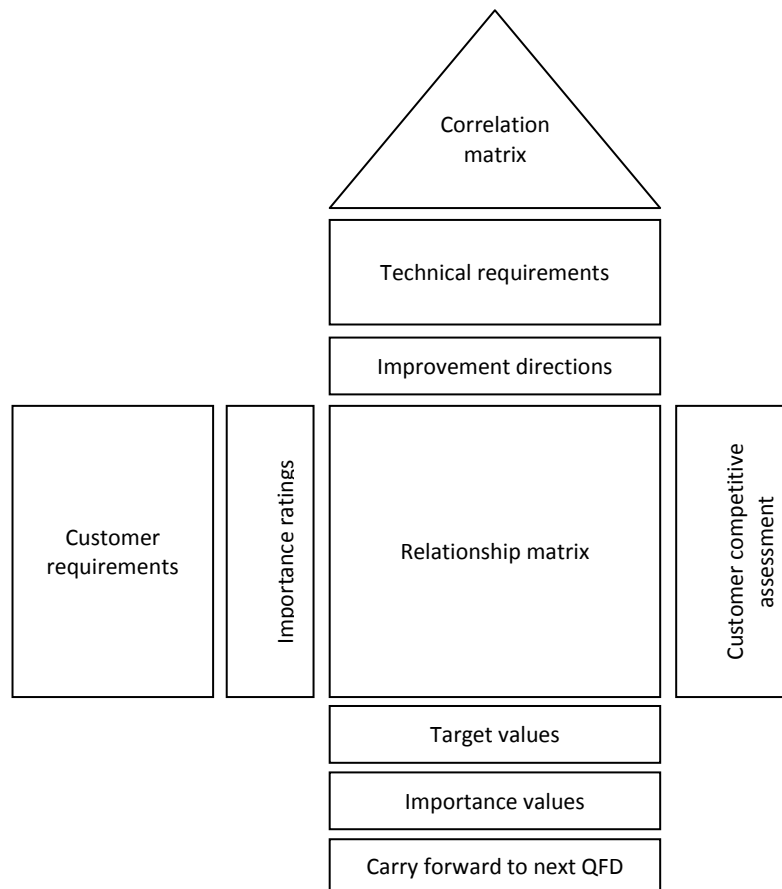 Correlation
matrix
Technical requirements
Improvement directions
Customer
requirements
Importance ratings
Relationship matrix
Customer competitive
assessment
Target values
Importance values
Carry forward to next QFD